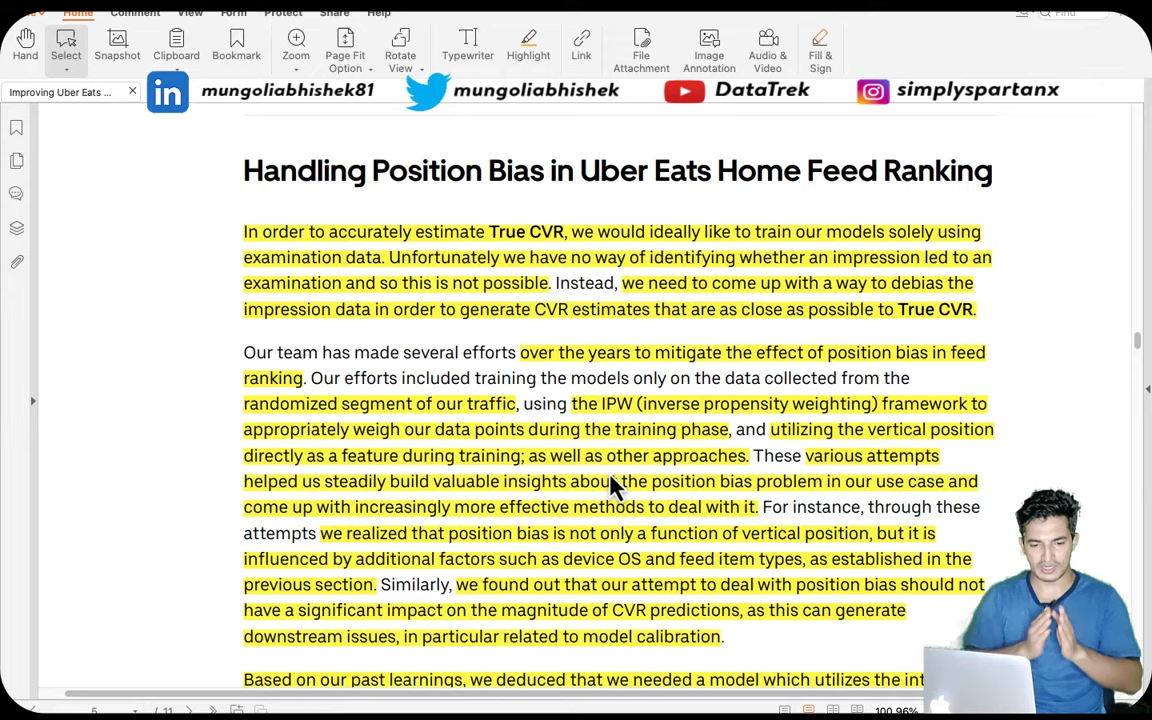 Home Comment View Form Protect Share Help
Find
Hand Select Snapshot Clipboard Bookmark Zoom Page Fit Option Rotate View Typewriter Highlight Link File Attachment Image Annotation Audio & Video Fill & Sign
Improving Uber Eats ...
in mungoliabhishek81 mungoliabhishek DataTrek simplyspartanx
Handling Position Bias in Uber Eats Home Feed Ranking
In order to accurately estimate True CVR, we would ideally like to train our models solely using
examination data. Unfortunately we have no way of identifying whether an impression led to an
examination and so this is not possible. Instead, we need to come up with a way to debias the
impression data in order to generate CVR estimates that are as close as possible to True CVR.
Our team has made several efforts over the years to mitigate the effect of position bias in feed
ranking. Our efforts included training the models only on the data collected from the
randomized segment of our traffic, using the IPW (inverse propensity weighting) framework to
appropriately weigh our data points during the training phase, and utilizing the vertical position
directly as a feature during training; as well as other approaches. These various attempts
helped us steadily build valuable insights about the position bias problem in our use case and
come up with increasingly more effective methods to deal with it. For instance, through these
attempts we realized that position bias is not only a function of vertical position, but it is
influenced by additional factors such as device OS and feed item types, as established in the
previous section. Similarly, we found out that our attempt to deal with position bias should not
have a significant impact on the magnitude of CVR predictions, as this can generate
downstream issues, in particular related to model calibration.
Based on our past learnings, we deduced that we needed a model which utilizes the
5 / 11 100.96%